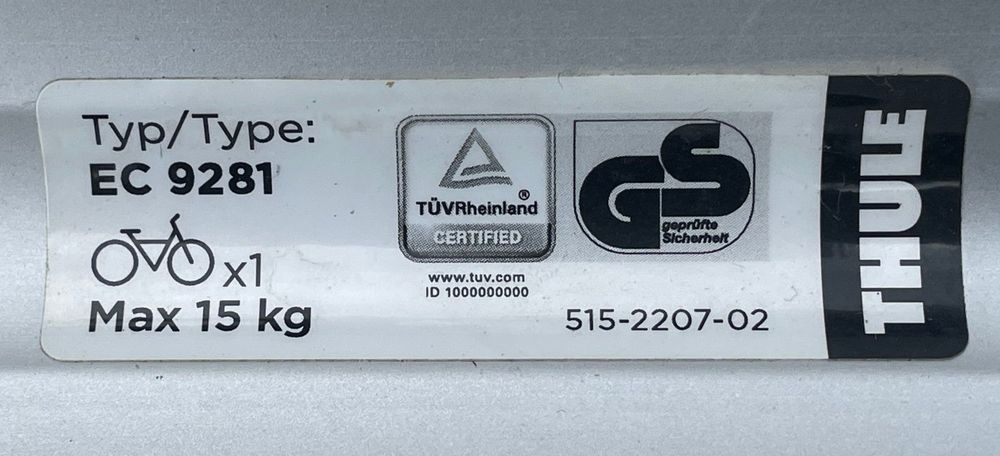 Typ/Type:
EC 9281
x1
Max 15 kg
TÜVRheinland®
CERTIFIED
www.tuv.com
ID 1000000000
GS
geprüfte
Sicherheit
515-2207-02
THULE